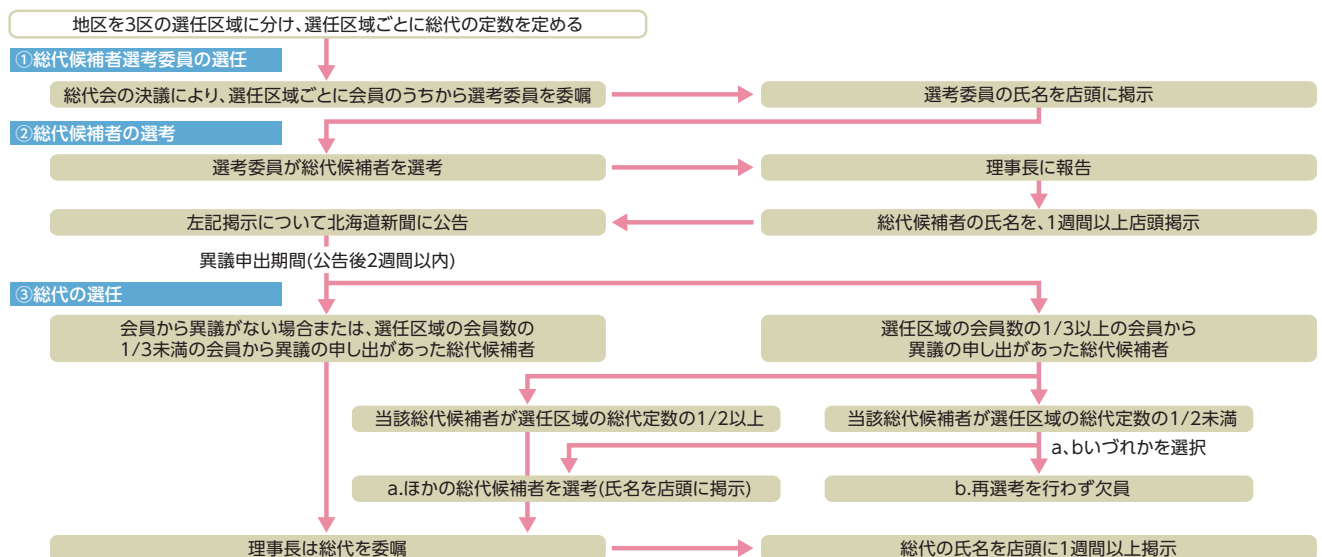 地区を3区の選任区域に分け、選任区域ごとに総代の定数を定める
①総代候補者選考委員の選任
総代会の決議により、選任区域ごとに会員のうちから選考委員を委嘱
選考委員の氏名を店頭に掲示
②総代候補者の選考
選考委員が総代候補者を選考
理事長に報告
左記掲示について北海道新聞に公告
総代候補者の氏名を、1週間以上店頭掲示
異議申出期間(公告後2週間以内)
③総代の選任
会員から異議がない場合または、選任区域の会員数の
1/3未満の会員から異議の申し出があった総代候補者
選任区域の会員数の1/3以上の会員から
異議の申し出があった総代候補者
当該総代候補者が選任区域の総代定数の1/2以上
当該総代候補者が選任区域の総代定数の1/2未満
a、bいづれかを選択
a.ほかの総代候補者を選考(氏名を店頭に掲示)
b.再選考を行わず欠員
理事長は総代を委嘱
総代の氏名を店頭に1週間以上掲示